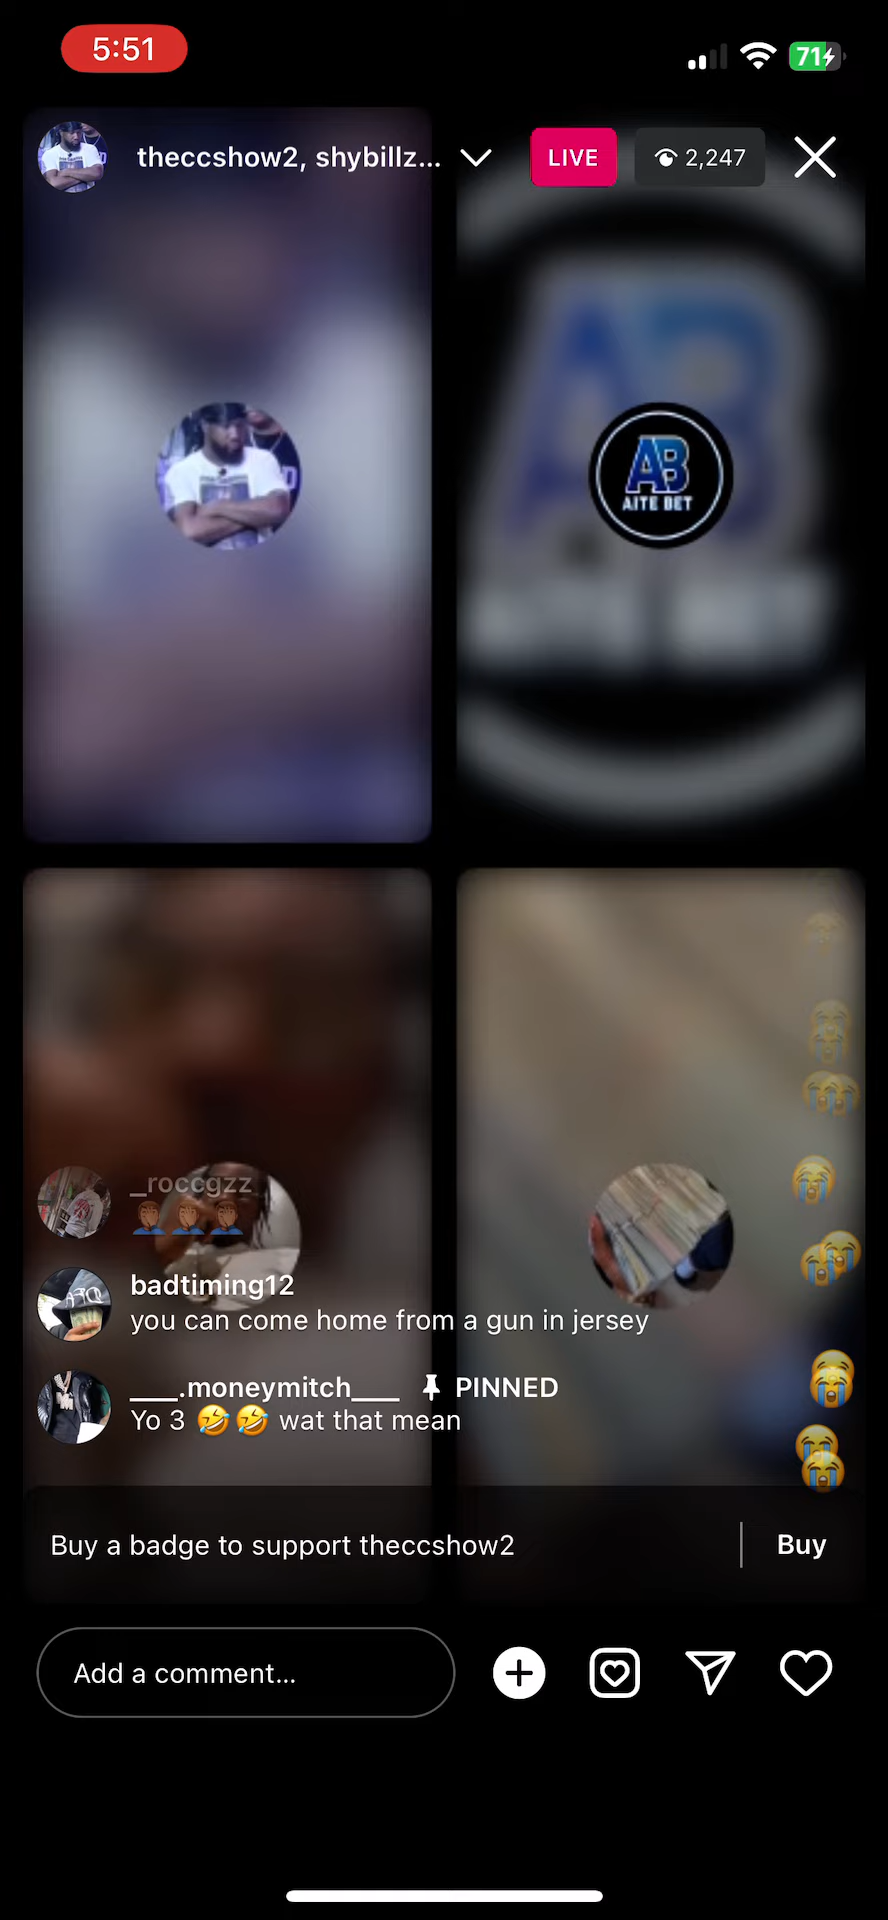 5:51
71
theccshow2, shybillz...
LIVE
2,247
AB
AITE BET
_roccgzz
🤦🏾‍♂️🤦🏾‍♂️🤦🏾‍♂️
badtiming12
you can come home from a gun in jersey
___.moneymitch___ PINNED
Yo 3 🤣🤣 wat that mean
Buy a badge to support theccshow2
Buy
Add a comment...